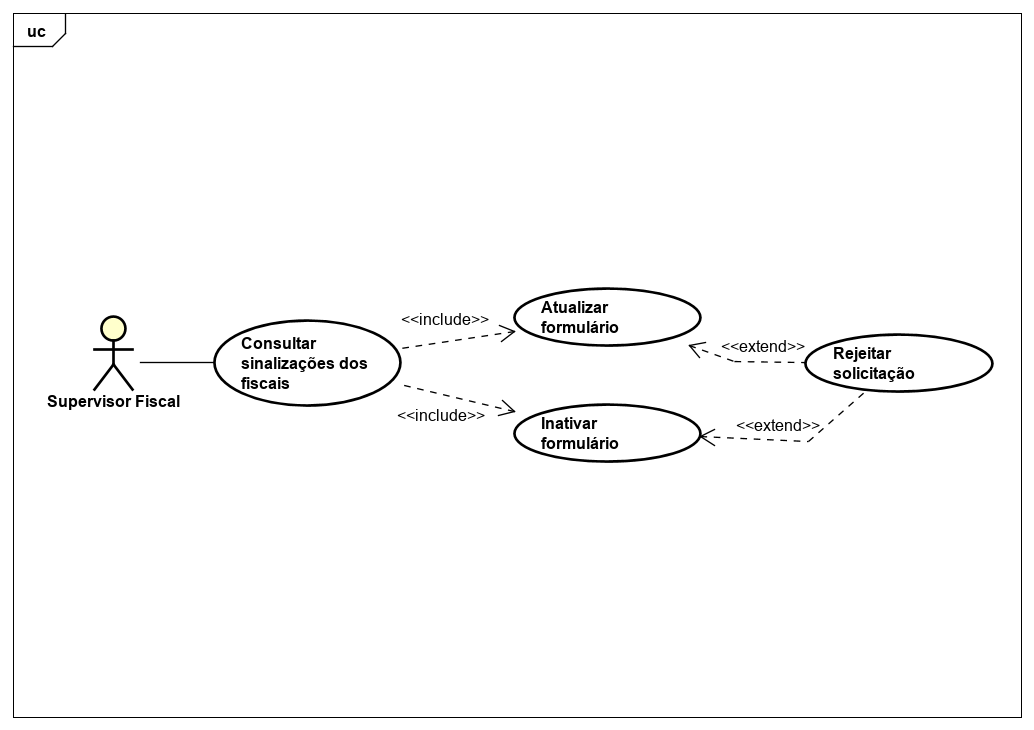 uc
Supervisor Fiscal
Consultar
sinalizações dos
fiscais
<<include>>
<<include>>
Atualizar
formulário
Inativar
formulário
<<extend>>
<<extend>>
Rejeitar
solicitação